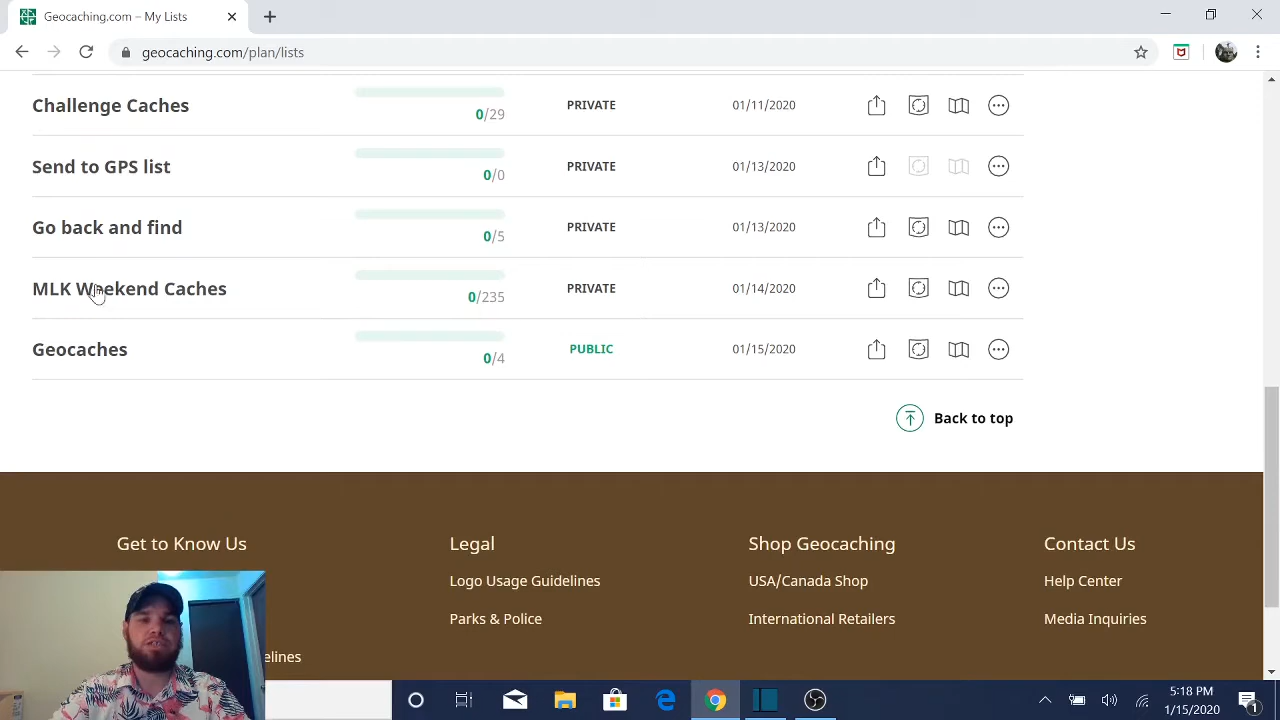 Geocaching.com – My Lists
geocaching.com/plan/lists
Challenge Caches 0/29 PRIVATE 01/11/2020
Send to GPS list 0/0 PRIVATE 01/13/2020
Go back and find 0/5 PRIVATE 01/13/2020
MLK Weekend Caches 0/235 PRIVATE 01/14/2020
Geocaches 0/4 PUBLIC 01/15/2020
Back to top
Get to Know Us Legal Shop Geocaching Contact Us
Logo Usage Guidelines USA/Canada Shop Help Center
Parks & Police International Retailers Media Inquiries
elines
5:18 PM
1/15/2020
1